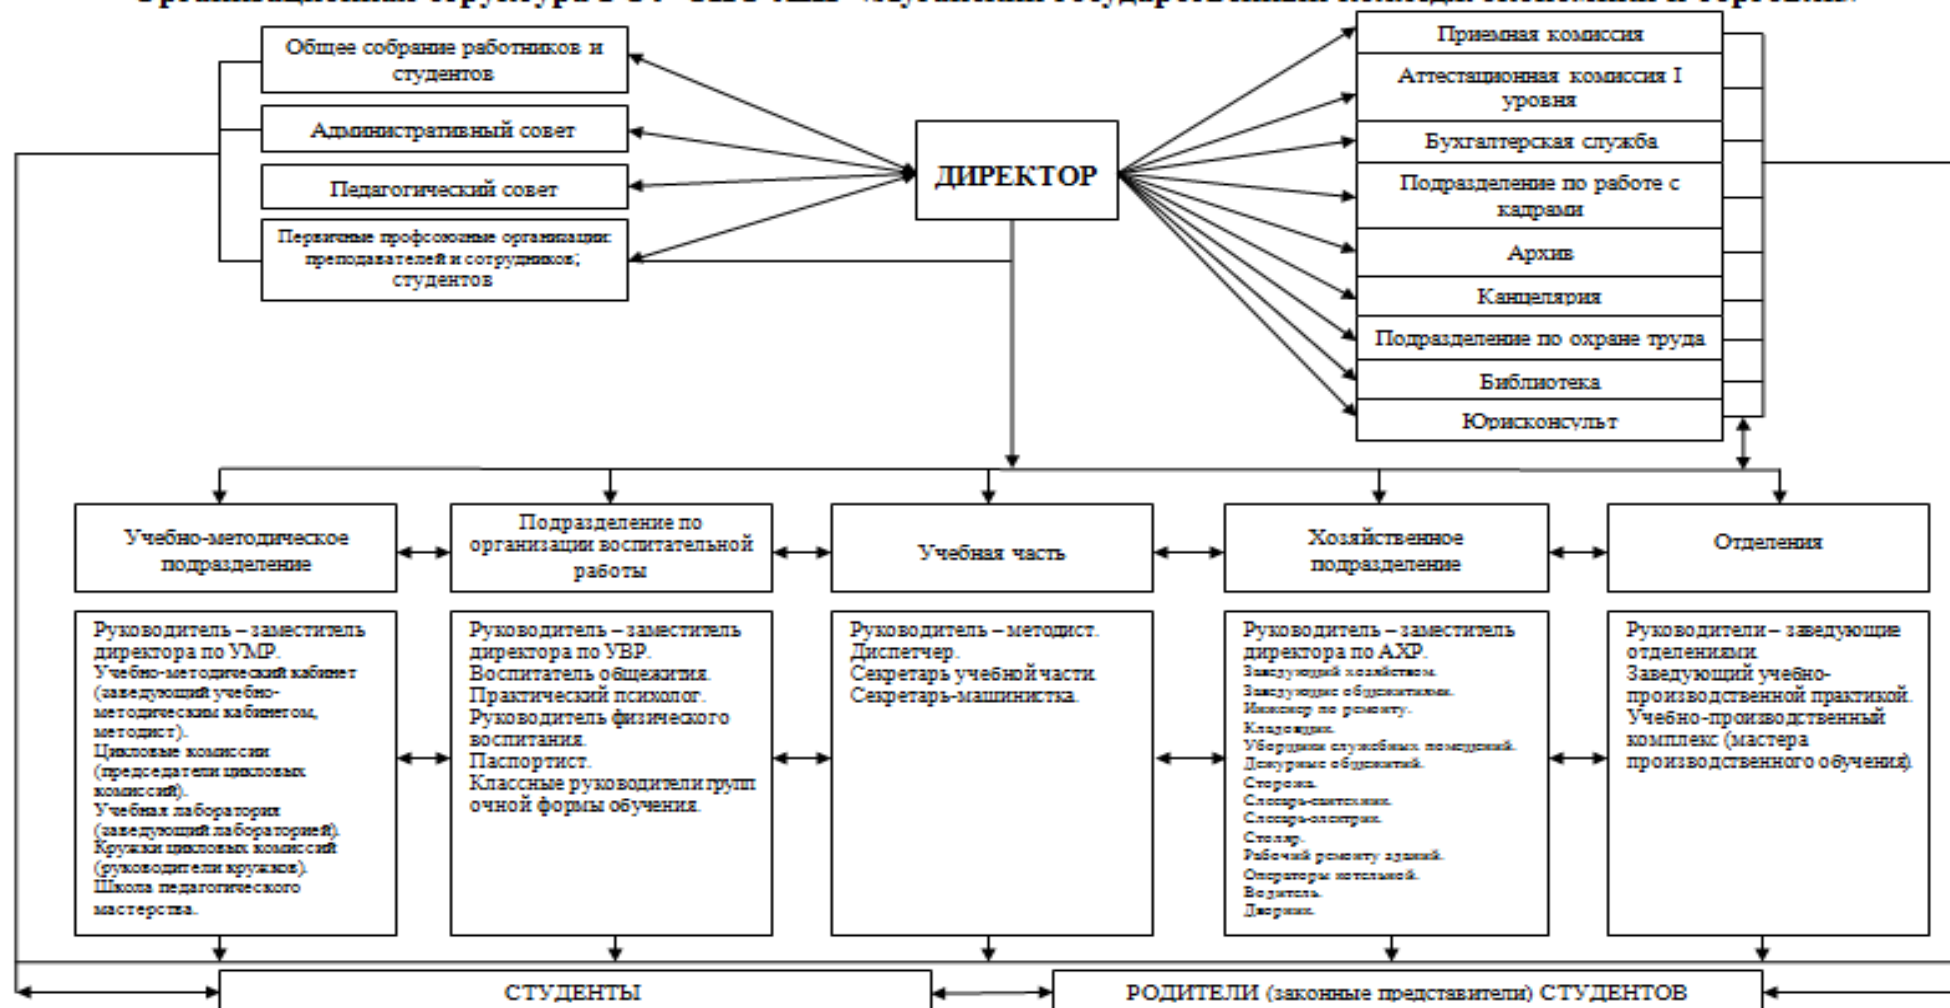 Общее собрание работников и
студентов
Административный совет
Педагогический совет
Первичные профсоюзные организации:
преподавателей и сотрудников;
студентов
ДИРЕКТОР
Приемная комиссия
Аттестационная комиссия I
уровня
Бухгалтерская служба
Подразделение по работе с
кадрами
Архив
Канцелярия
Подразделение по охране труда
Библиотека
Юрисконсульт
Учебно-методическое
подразделение
Подразделение по
организации воспитательной
работы
Учебная часть
Хозяйственное
подразделение
Отделения
Руководитель – заместитель
директора по УМР.
Учебно-методический кабинет
(заведующий учебно-
методическим кабинетом,
методист).
Цикловые комиссии
(председатели цикловых
комиссий).
Учебная лаборатория
(заведующий лабораторией).
Кружки цикловых комиссий
(руководители кружков).
Школа педагогического
мастерства.
Руководитель – заместитель
директора по УВР.
Воспитатель общежития.
Практический психолог.
Руководитель физического
воспитания.
Паспортист.
Классные руководители групп
очной формы обучения.
Руководитель – методист.
Диспетчер.
Секретарь учебной части.
Секретарь-машинистка.
Руководитель – заместитель
директора по АХР.
Заведующий хозяйством.
Заведующие общежитиями.
Инженер по ремонту.
Кладовщик.
Уборщики служебных помещений.
Дежурные общежитий.
Сторожа.
Слесарь-сантехник.
Слесарь-электрик.
Столяр.
Рабочий ремонту зданий.
Операторы котельной.
Водитель.
Дворник.
Руководители – заведующие
отделениями
Заведующий учебно-
производственной практикой.
Учебно-производственный
комплекс (мастера
производственного обучения).
СТУДЕНТЫ
РОДИТЕЛИ (законные представители) СТУДЕНТОВ